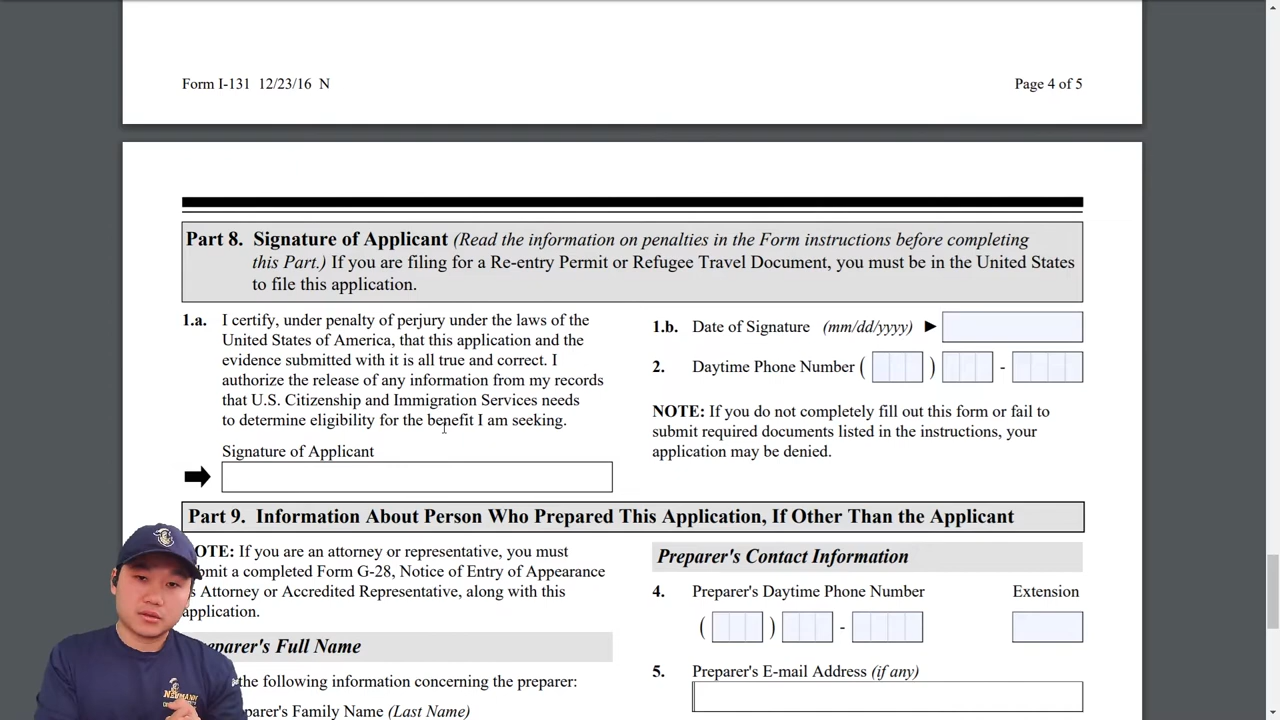 Form I-131 12/23/16 N
Page 4 of 5
Part 8. Signature of Applicant (Read the information on penalties in the Form instructions before completing
this Part.) If you are filing for a Re-entry Permit or Refugee Travel Document, you must be in the United States
to file this application.
1.a. I certify, under penalty of perjury under the laws of the
United States of America, that this application and the
evidence submitted with it is all true and correct. I
authorize the release of any information from my records
that U.S. Citizenship and Immigration Services needs
to determine eligibility for the benefit I am seeking.
Signature of Applicant
1.b. Date of Signature (mm/dd/yyyy)
2. Daytime Phone Number ( ) -
NOTE: If you do not completely fill out this form or fail to
submit required documents listed in the instructions, your
application may be denied.
Part 9. Information About Person Who Prepared This Application, If Other Than the Applicant
OTE: If you are an attorney or representative, you must
bmit a completed Form G-28, Notice of Entry of Appearance
s Attorney or Accredited Representative, along with this
application.
eparer's Full Name
the following information concerning the preparer:
parer's Family Name (Last Name)
Preparer's Contact Information
4. Preparer's Daytime Phone Number Extension
( ) -
5. Preparer's E-mail Address (if any)